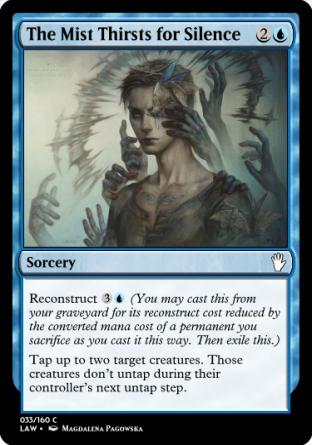 The Mist Thirsts for Silence 2
Sorcery
Reconstruct 3 (You may cast this from
your graveyard for its reconstruct cost reduced by
the converted mana cost of a permanent you
sacrifice as you cast it this way. Then exile this.)
Tap up to two target creatures. Those
creatures don't untap during their
controller's next untap step.
033/160 C
LAW • Magdalena Pagowska